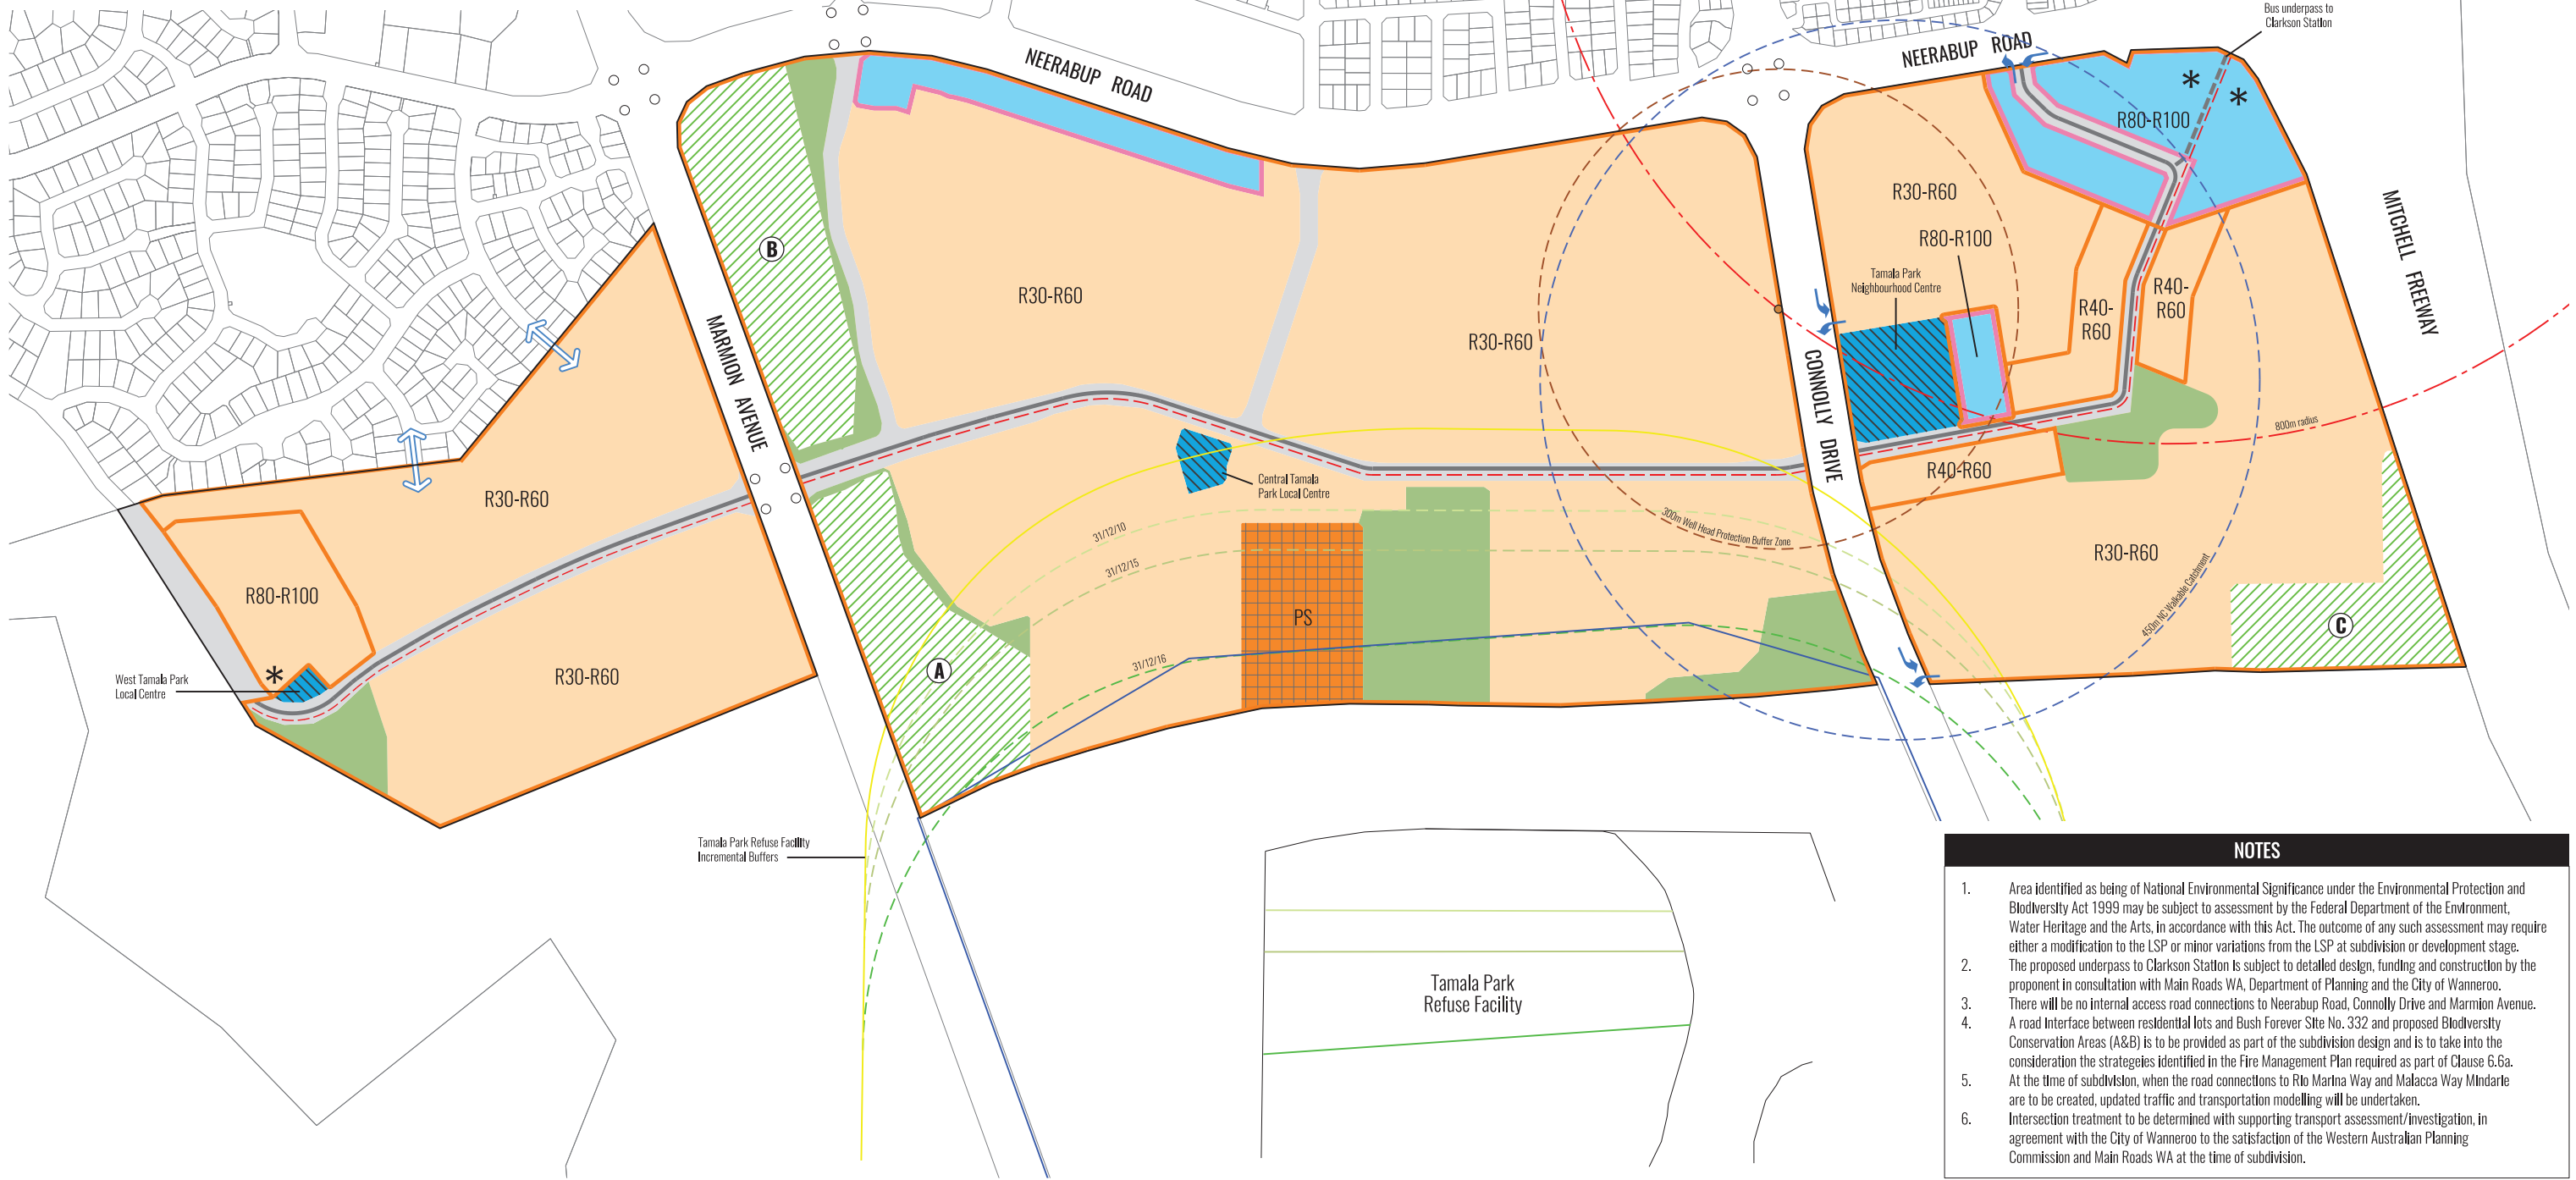 Bus underpass to
Clarkson Station
NEERABUP ROAD
NEERABUP ROAD
*
*
R80-R100
MITCHELL FREEWAY
R30-R60
B
R80-R100
Tamala Park
Neighbourhood Centre
R40-
R60
R40-
R60
R30-R60
R30-R60
MARMION AVENUE
CONNOLLY DRIVE
800m radius
R40-R60
Central Tamala
Park Local Centre
R30-R60
300m Well Head Protection Buffer Zone
31/12/10
31/12/15
R30-R60
450m NC Walkable Catchment
R80-R100
PS
C
31/12/16
A
*
R30-R60
West Tamala Park
Local Centre
Tamala Park Refuse Facility
Incremental Buffers
Tamala Park
Refuse Facility
NOTES
1. Area identified as being of National Environmental Significance under the Environmental Protection and
Biodiversity Act 1999 may be subject to assessment by the Federal Department of the Environment,
Water Heritage and the Arts, in accordance with this Act. The outcome of any such assessment may require
either a modification to the LSP or minor variations from the LSP at subdivision or development stage.
2. The proposed underpass to Clarkson Station is subject to detailed design, funding and construction by the
proponent in consultation with Main Roads WA, Department of Planning and the City of Wanneroo.
3. There will be no internal access road connections to Neerabup Road, Connolly Drive and Marmion Avenue.
4. A road interface between residential lots and Bush Forever Site No. 332 and proposed Biodiversity
Conservation Areas (A&B) is to be provided as part of the subdivision design and is to take into the
consideration the strategeies identified in the Fire Management Plan required as part of Clause 6.6a.
5. At the time of subdivision, when the road connections to Rio Marina Way and Malacca Way Mindarie
are to be created, updated traffic and transportation modelling will be undertaken.
6. Intersection treatment to be determined with supporting transport assessment/investigation, in
agreement with the City of Wanneroo to the satisfaction of the Western Australian Planning
Commission and Main Roads WA at the time of subdivision.